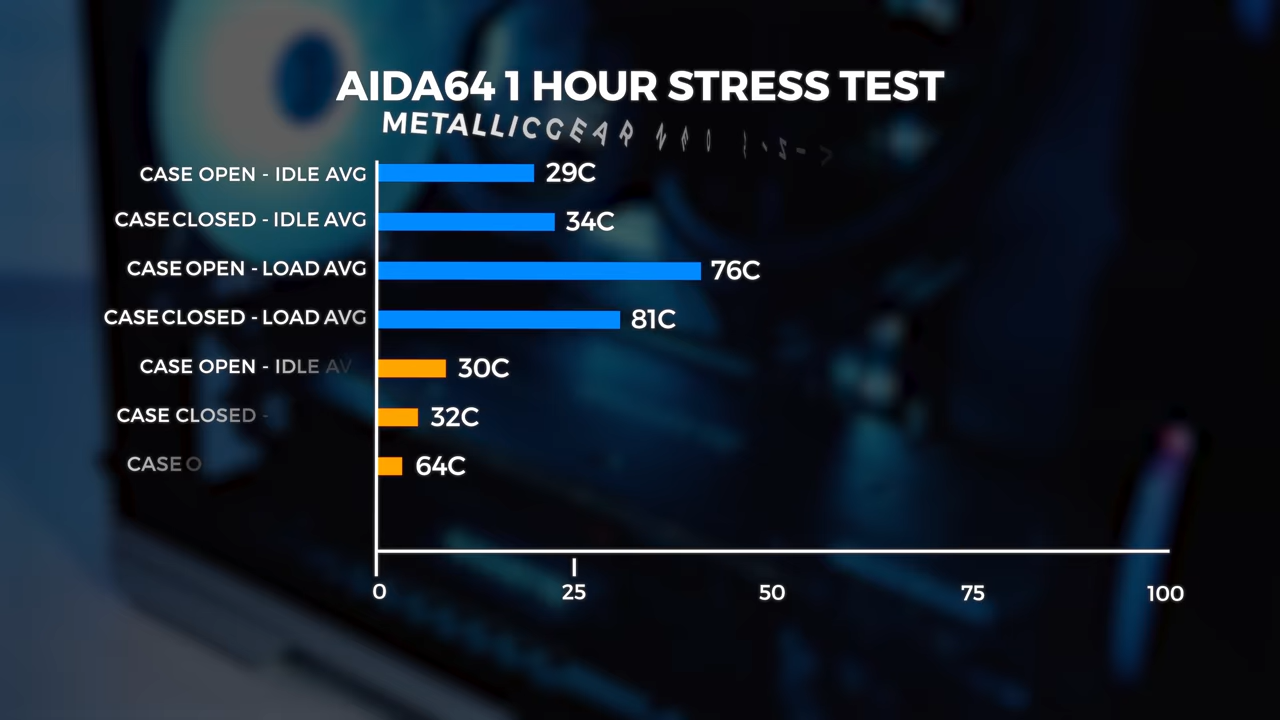 AIDA64 1 HOUR STRESS TEST
METALLICGEAR
CASE OPEN - IDLE AVG 29C
CASE CLOSED - IDLE AVG 34C
CASE OPEN - LOAD AVG 76C
CASE CLOSED - LOAD AVG 81C
CASE OPEN - IDLE AV 30C
CASE CLOSED - 32C
CASE O 64C
0 25 50 75 100